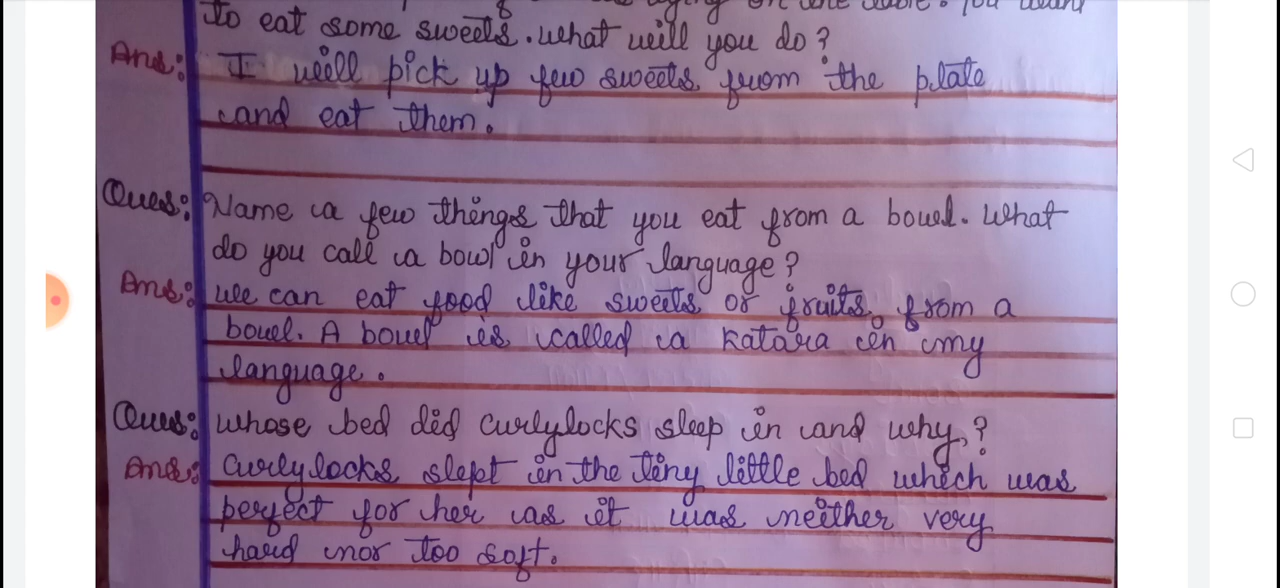 to eat some sweets. What will you do?
Ans: I will pick up few sweets from the plate
and eat them.
Ques: Name a few things that you eat from a bowl. What
do you call a bowl in your language?
Ans: We can eat food like sweets or fruits, from a
bowl. A bowl is called a Katora in my
language.
Ques: Whose bed did curlylocks sleep in and why?
Ans: Curlylocks slept in the tiny little bed which was
perfect for her as it was neither very
hard nor too soft.